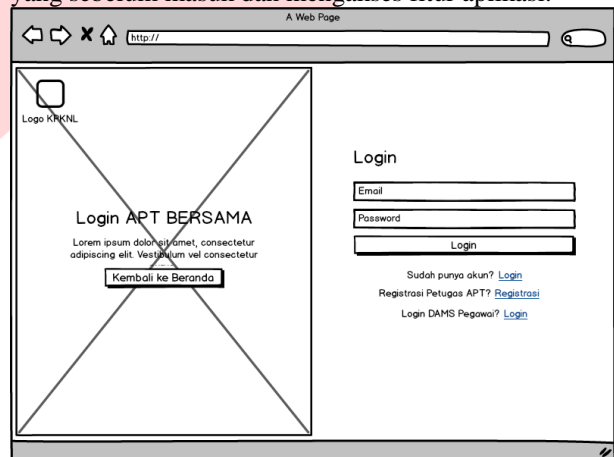 yang sebelum masuk dan mengakses fitur aplikasi.
A Web Page
http://
Logo KPKNL
Login APT BERSAMA
Lorem ipsum dolor sit amet, consectetur
adipiscing elit. Vestibulum vel consectetur
Kembali ke Beranda
Login
Email
Password
Login
Sudah punya akun? Login
Registrasi Petugas APT? Registrasi
Login DAMS Pegawai? Login